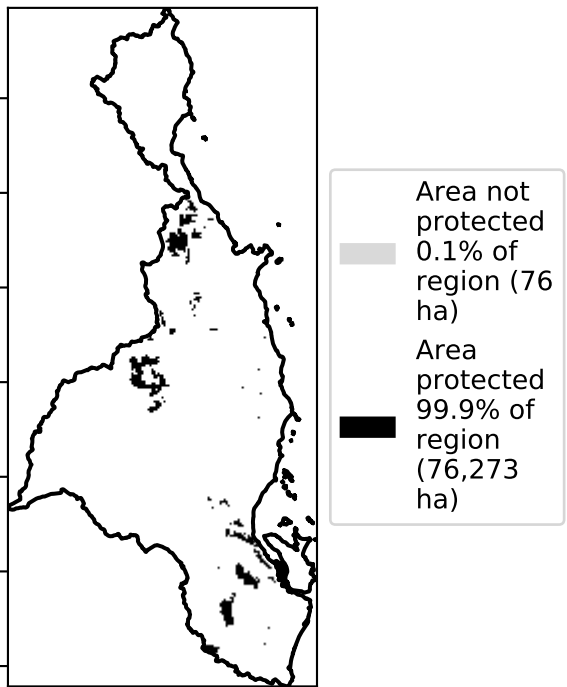 Area not
protected
0.1% of
region (76
ha)
Area
protected
99.9% of
region
(76,273
ha)